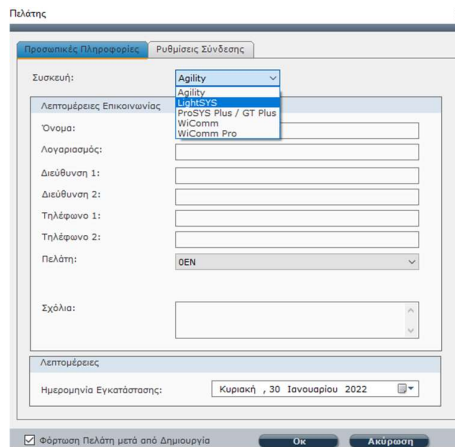 Πελάτης
Προσωπικές Πληροφορίες Ρυθμίσεις Σύνδεσης
Συσκευή: Agility
Agility
LightSYS
ProSYS Plus / GT Plus
WiComm
WiComm Pro
Λεπτομέρειες Επικοινωνίας
Όνομα:
Λογαριασμός:
Διεύθυνση 1:
Διεύθυνση 2:
Τηλέφωνο 1:
Τηλέφωνο 2:
Πελάτη: 0EN
Σχόλια:
Λεπτομέρειες
Ημερομηνία Εγκατάστασης: Κυριακή , 30 Ιανουαρίου 2022
Φόρτωση Πελάτη μετά από Δημιουργία Οκ Ακύρωση